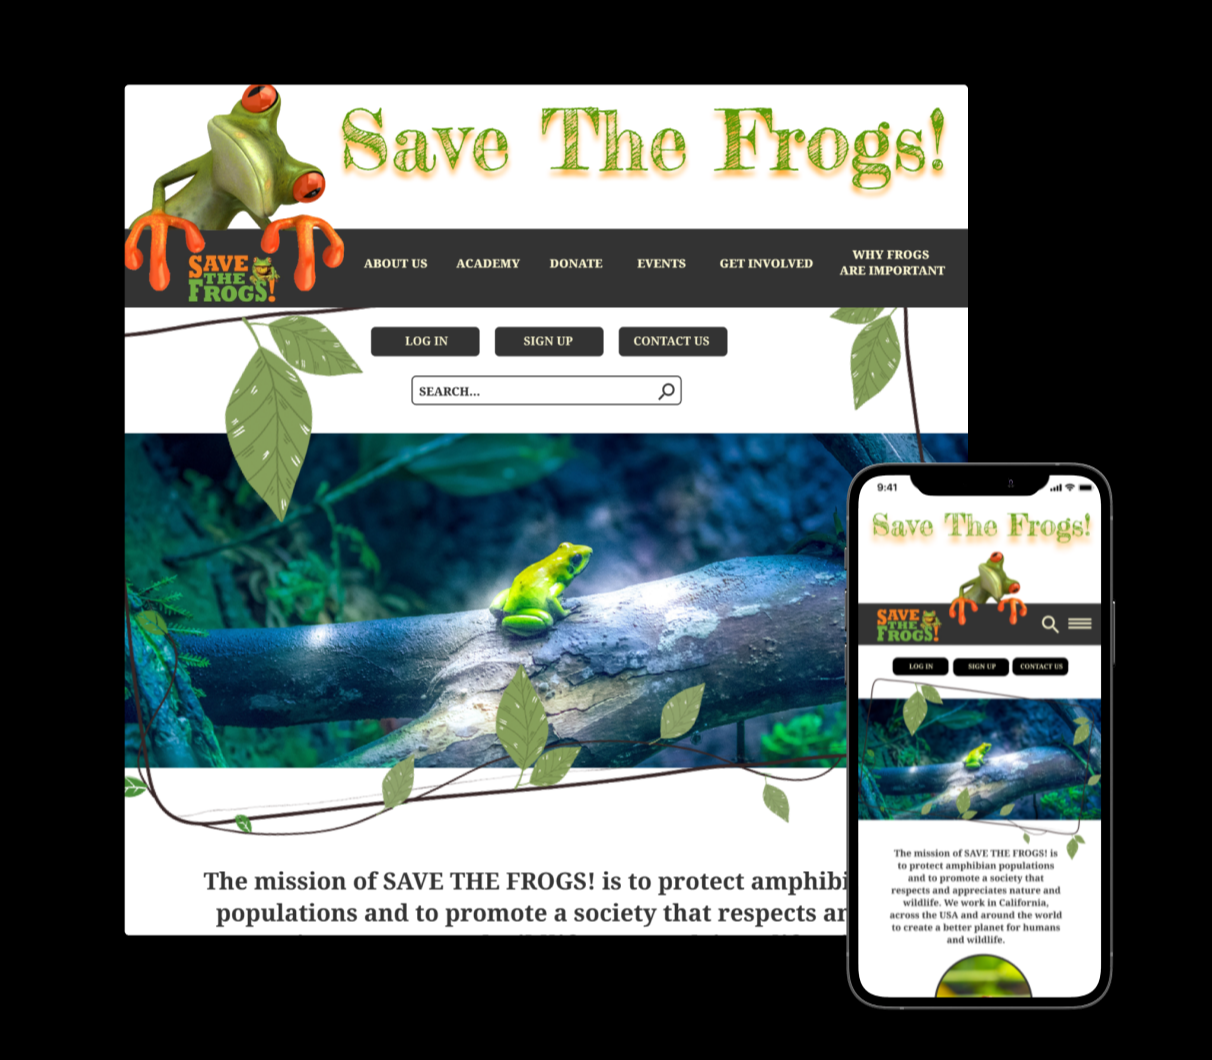 Save The Frogs!
SAVE
THE
FROGS!
ABOUT US
ACADEMY
DONATE
EVENTS
GET INVOLVED
WHY FROGS
ARE IMPORTANT
LOG IN
SIGN UP
CONTACT US
SEARCH...
The mission of SAVE THE FROGS! is to protect amphibi
populations and to promote a society that respects an
9:41
Save The Frogs!
SAVE
THE
FROGS!
LOG IN
SIGN UP
CONTACT US
The mission of SAVE THE FROGS! is
to protect amphibian populations
and to promote a society that
respects and appreciates nature and
wildlife. We work in California,
across the USA and around the world
to create a better planet for humans
and wildlife.